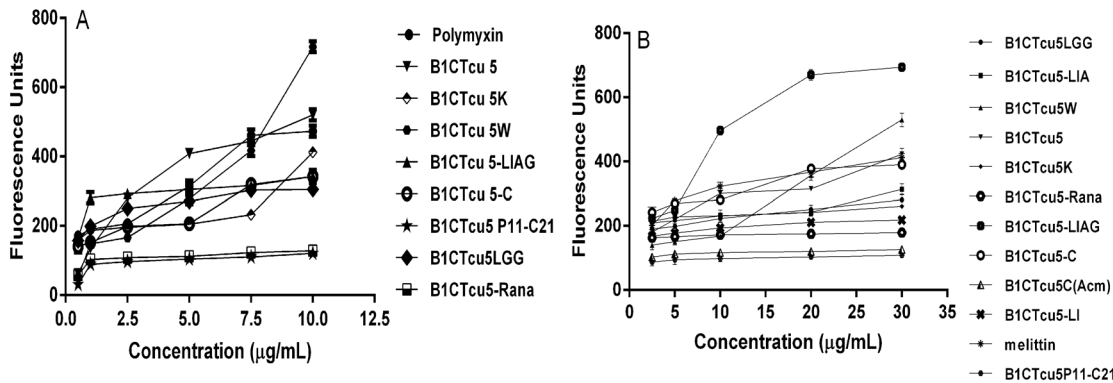 A
Fluorescence Units
800
600
400
200
0
0.0
2.5
5.0
7.5
10.0
12.5
Concentration (μg/mL)
Polymyxin
B1CTcu 5
B1CTcu 5K
B1CTcu 5W
B1CTcu 5-LIAG
B1CTcu 5-C
B1CTcu5 P11-C21
B1CTcu5LGG
B1CTcu5-Rana
B
Fluorescence Units
800
600
400
200
0
0
5
10
15
20
25
30
35
Concentration (μg/mL)
B1CTcu5LGG
B1CTcu5-LIA
B1CTcu5W
B1CTcu5
B1CTcu5K
B1CTcu5-Rana
B1CTcu5-LIAG
B1CTcu5-C
B1CTcu5C(Acm)
B1CTcu5-LI
melittin
B1CTcu5P11-C21